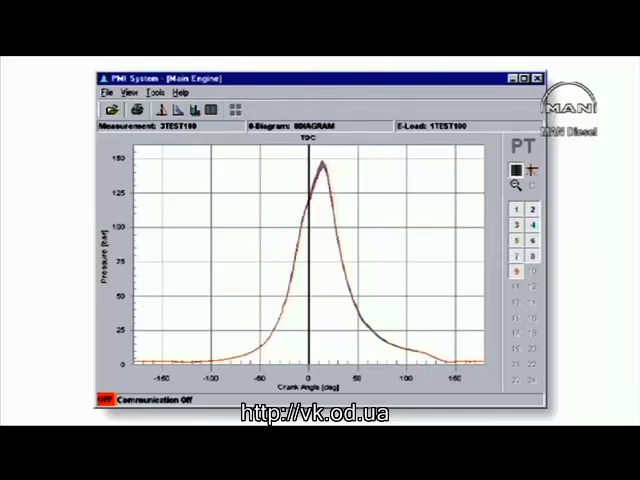 PMI System - [Main Engine]
File View Tools Help
Measurement: 3TEST100 0-Diagram: 0DIAGRAM E-Load: 1TEST100
MAN
MAN Diesel
TDC
PT
150
125
100
75
50
25
0
Pressure [bar]
-150 -100 -50 0 50 100 150
Crank Angle [deg]
C
1 2
3 4
5 6
7 8
9 10
11 12
13 14
15 16
17 18
19 20
21 22
23 24
OFF Communication Off
http://vk.od.ua